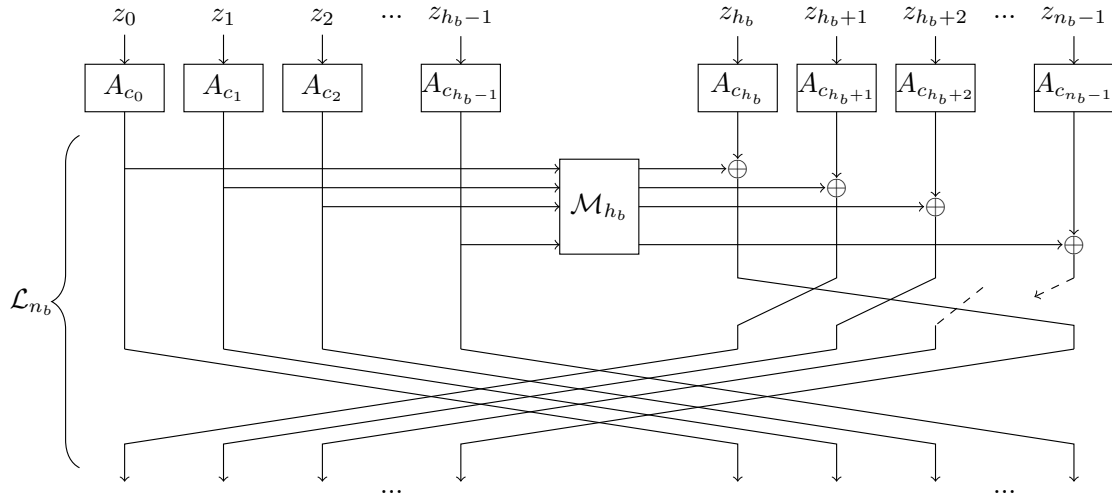 z_0 z_1 z_2 ... z_{h_b-1} z_{h_b} z_{h_b+1} z_{h_b+2} ... z_{n_b-1}
A_{c_0} A_{c_1} A_{c_2} A_{c_{h_b-1}} A_{c_{h_b}} A_{c_{h_b+1}} A_{c_{h_b+2}} A_{c_{n_b-1}}
ℳ_{h_b}
ℒ_{n_b}
... ...